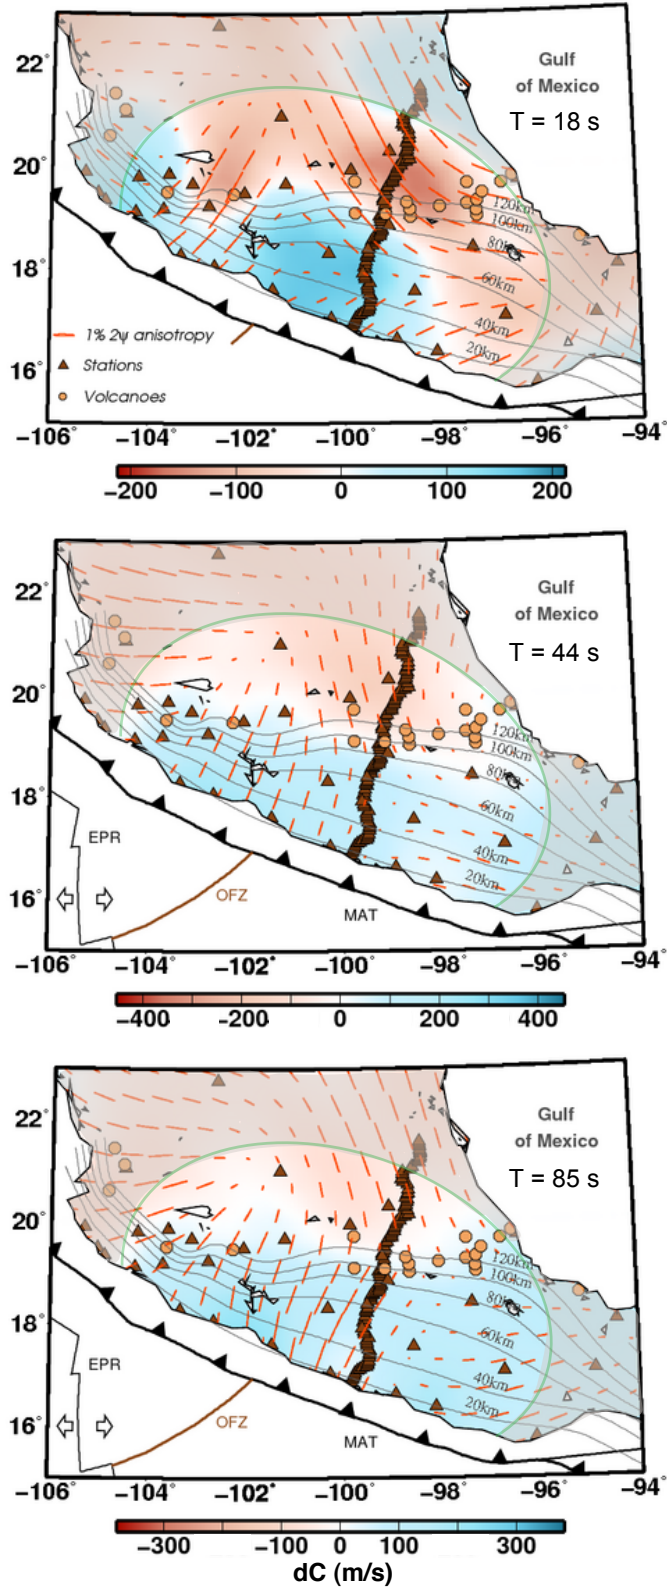 22°
20°
18°
16°
Gulf
of Mexico
T = 18 s
120km
100km
80km
60km
40km
20km
1% 2ψ anisotropy
Stations
Volcanoes
−106° −104° −102° −100° −98° −96° −94°
−200 −100 0 100 200
22°
20°
18°
16°
Gulf
of Mexico
T = 44 s
120km
100km
80km
60km
40km
20km
EPR
OFZ
MAT
−106° −104° −102° −100° −98° −96° −94°
−400 −200 0 200 400
22°
20°
18°
16°
Gulf
of Mexico
T = 85 s
120km
100km
80km
60km
40km
20km
EPR
OFZ
MAT
−106° −104° −102° −100° −98° −96° −94°
−300 −100 0 100 300
dC (m/s)